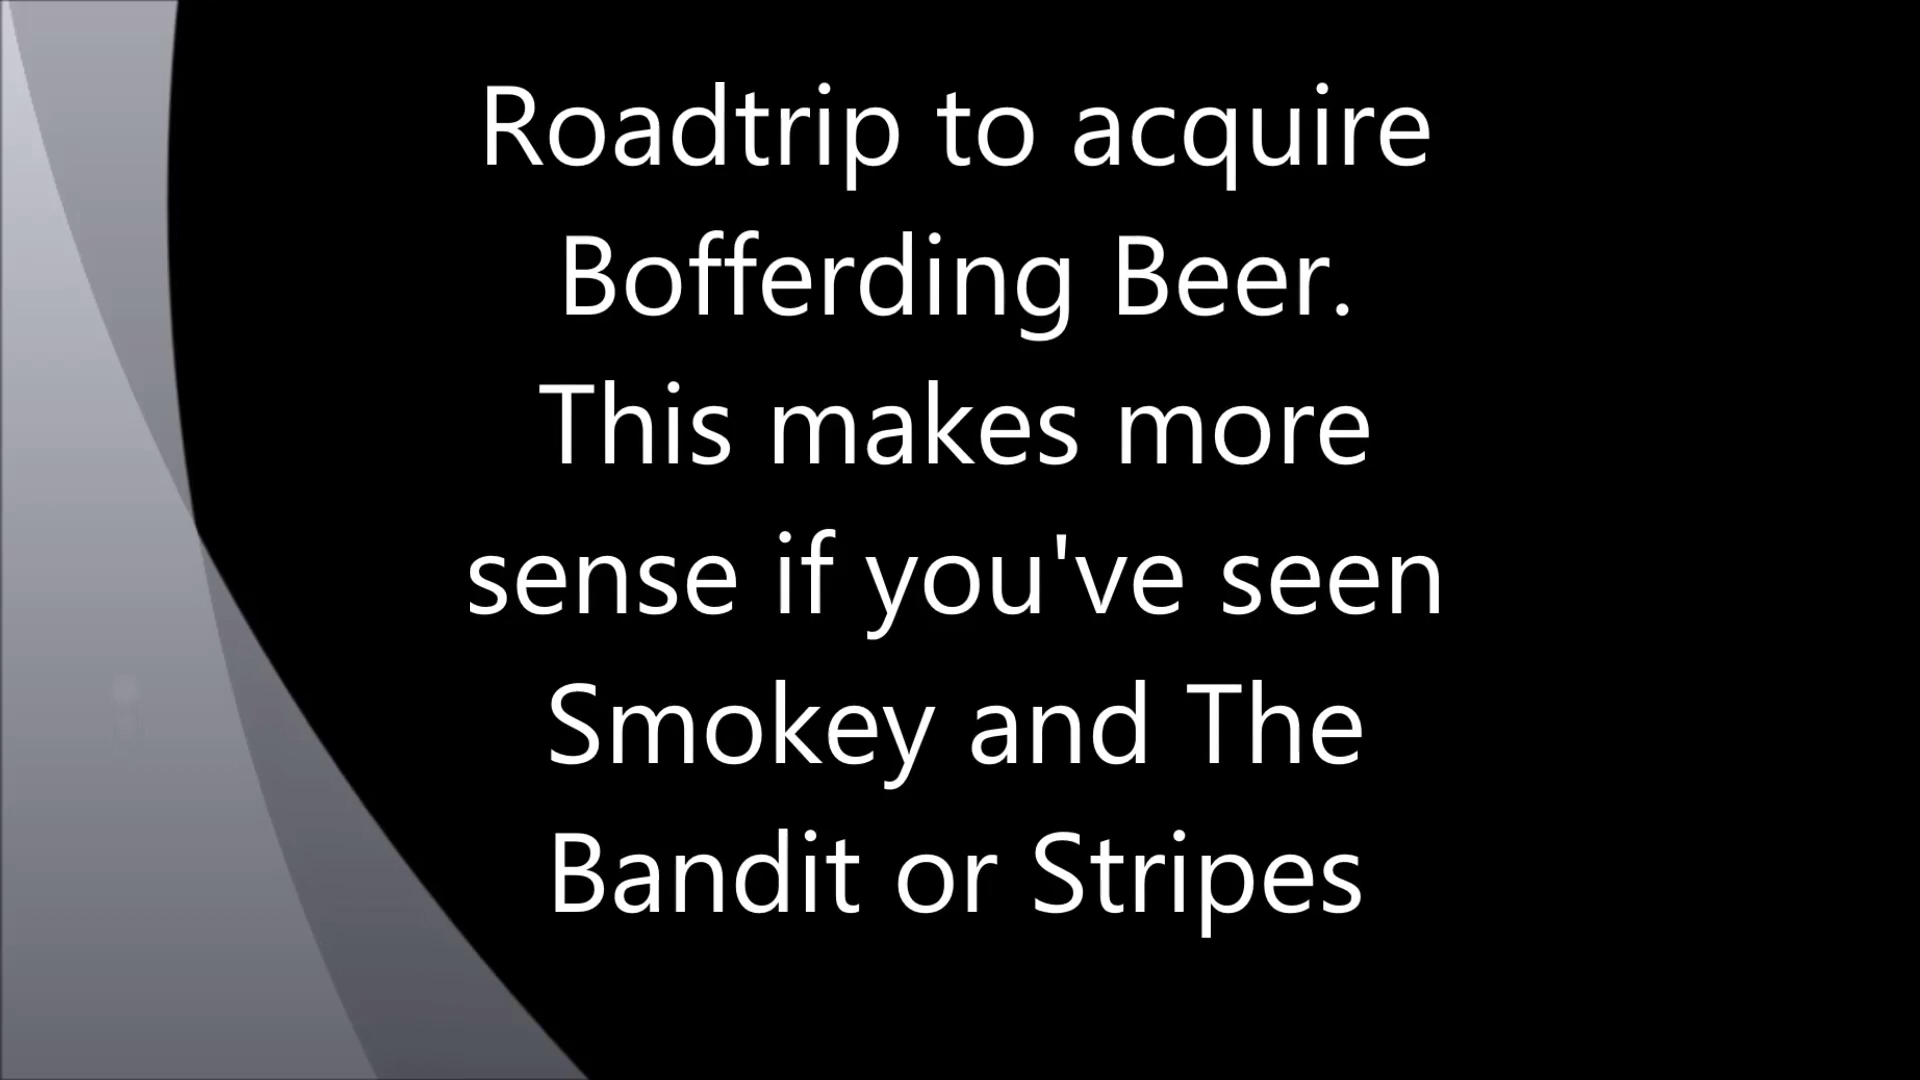 Roadtrip to acquire
Bofferding Beer.
This makes more
sense if you've seen
Smokey and The
Bandit or Stripes